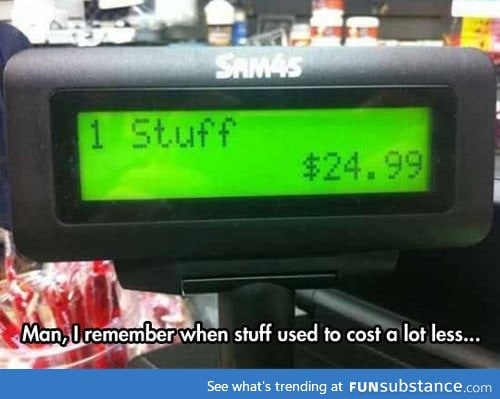 SAM4S
1 Stuff
$24.99
Man, I remember when stuff used to cost a lot less...
See what's trending at FUNsubstance.com